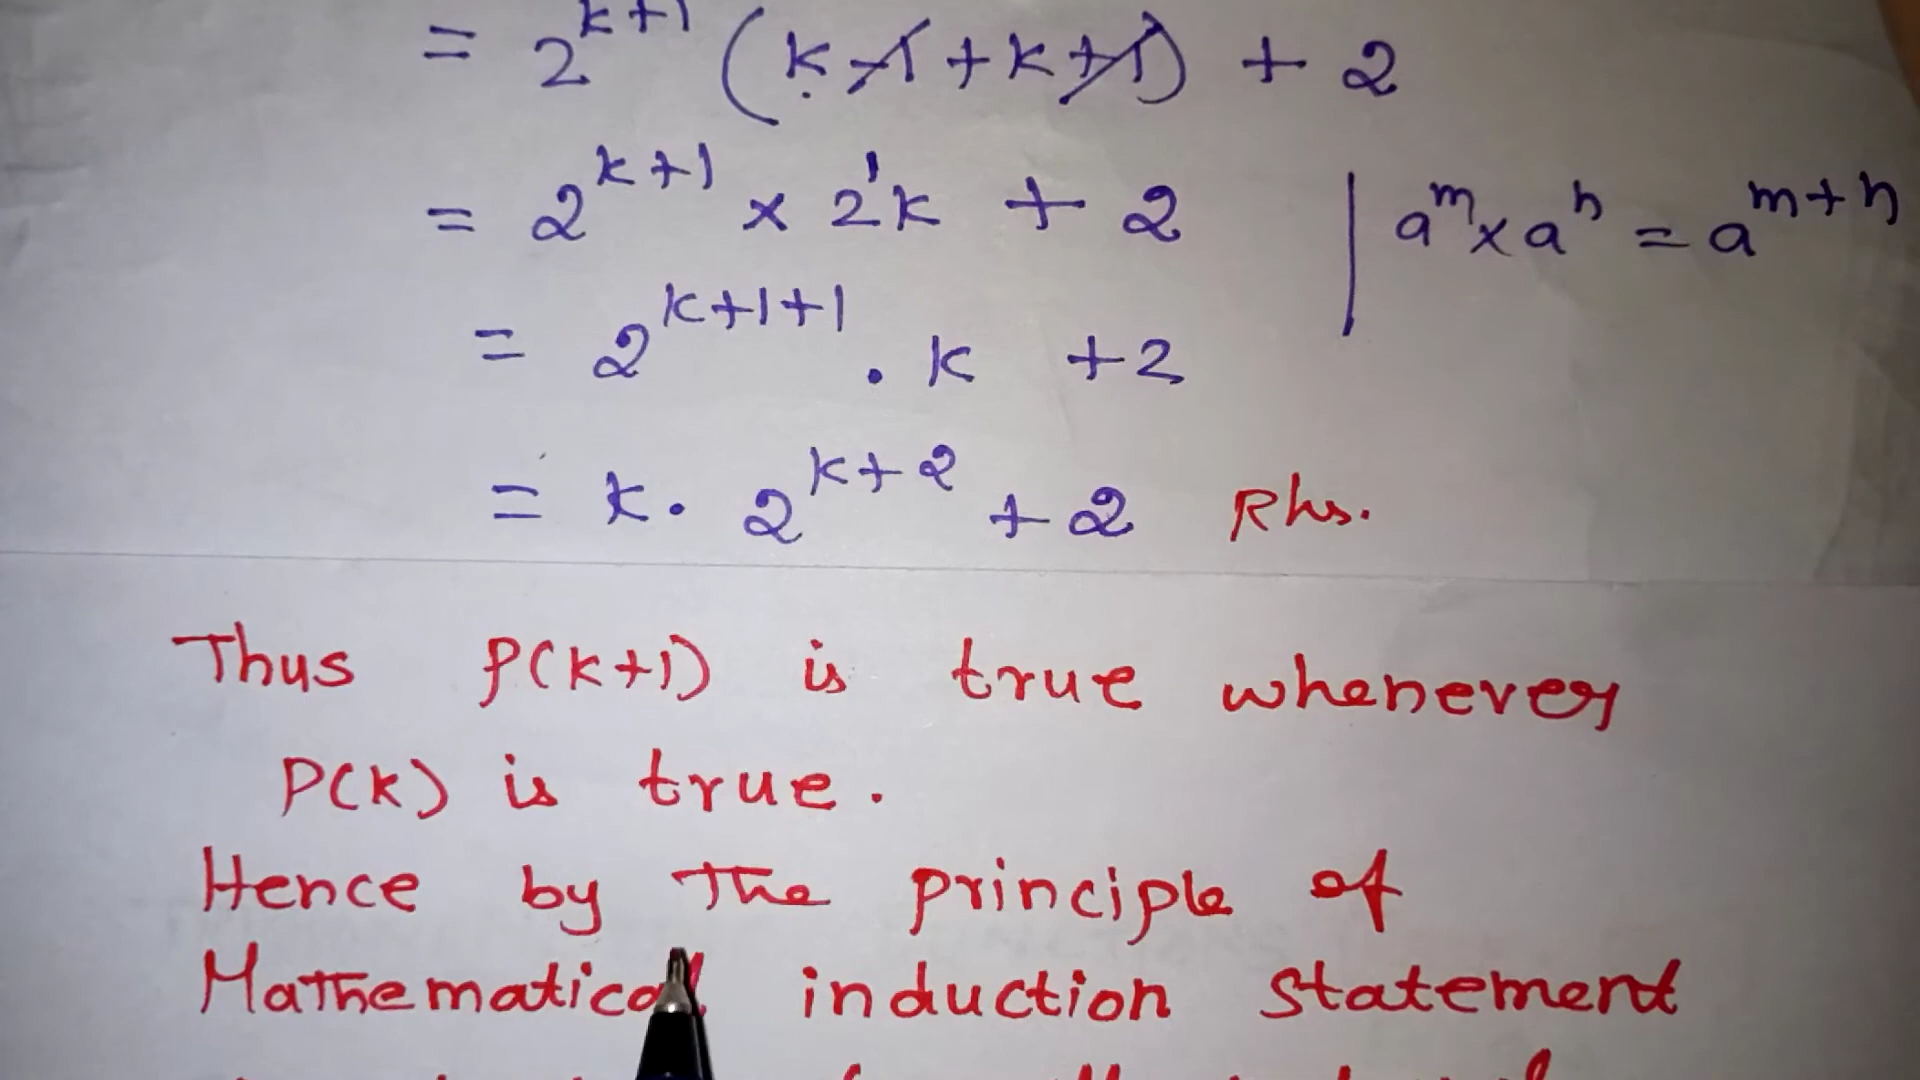 = 2^{k+1} (k-1+k+1) + 2
= 2^{k+1} × 2^1 k + 2 | a^m × a^n = a^{m+n}
= 2^{k+1+1} . k + 2
= k. 2^{k+2} + 2 Rhs.
Thus P(k+1) is true whenever
P(k) is true.
Hence by The principle of
Mathematical induction statement